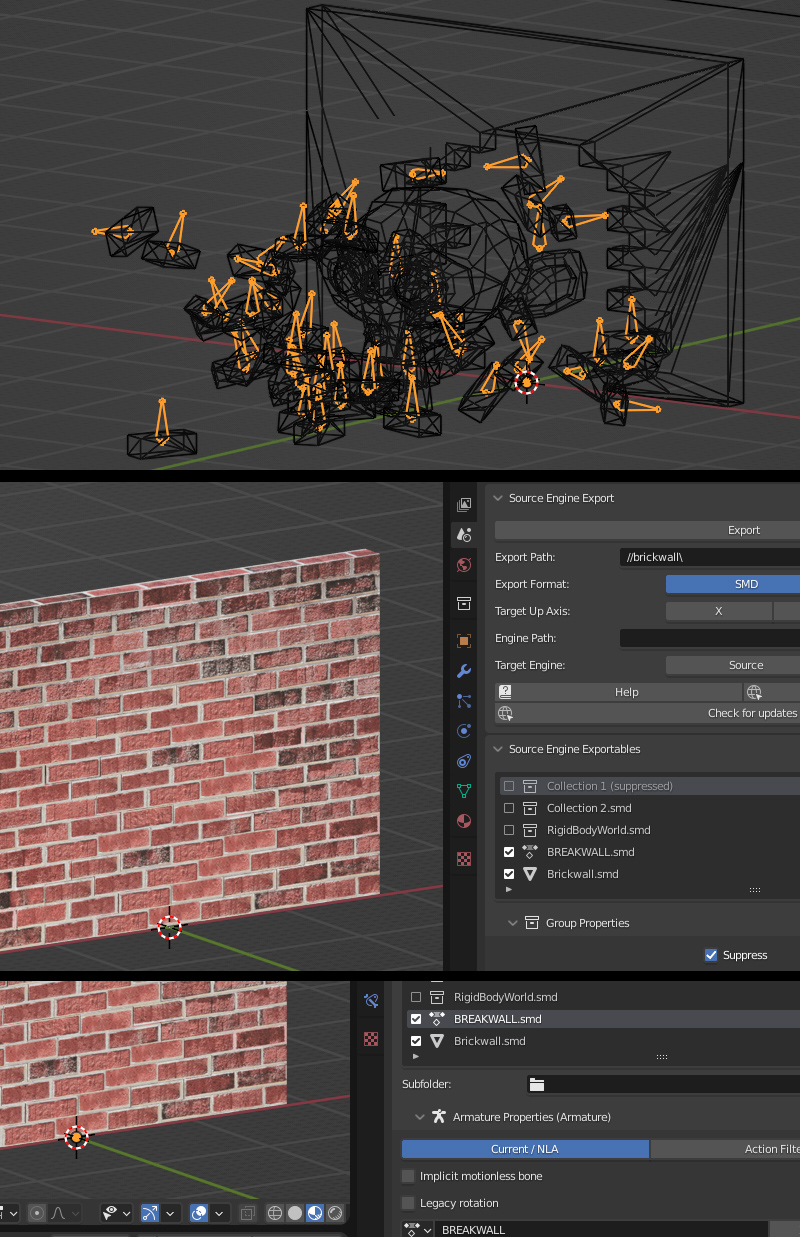 Source Engine Export
Export
Export Path: //brickwall\
Export Format: SMD
Target Up Axis: X
Engine Path:
Target Engine: Source
Help
Check for updates
Source Engine Exportables
Collection 1 (suppressed)
Collection 2.smd
RigidBodyWorld.smd
BREAKWALL.smd
Brickwall.smd
Group Properties
Suppress
RigidBodyWorld.smd
BREAKWALL.smd
Brickwall.smd
Subfolder:
Armature Properties (Armature)
Current / NLA Action Filte
Implicit motionless bone
Legacy rotation
BREAKWALL